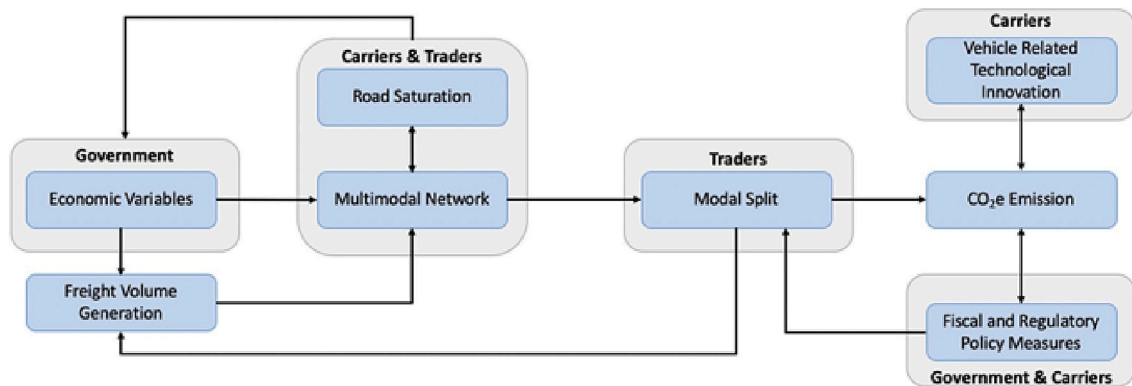 Carriers & Traders
Road Saturation
Government
Economic Variables
Multimodal Network
Freight Volume
Generation
Traders
Modal Split
Carriers
Vehicle Related
Technological
Innovation
CO₂e Emission
Fiscal and Regulatory
Policy Measures
Government & Carriers